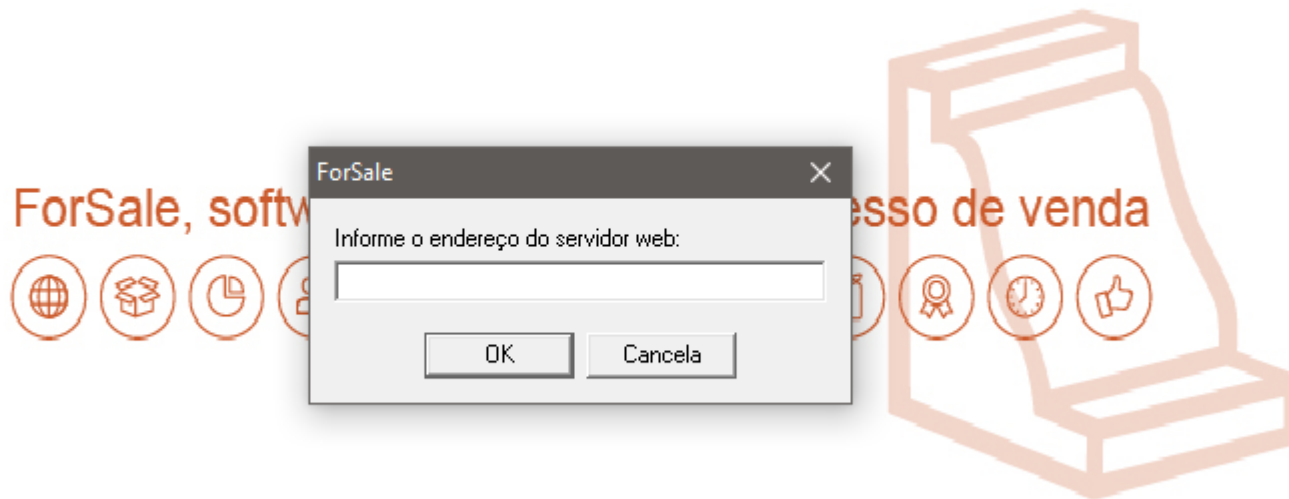 ForSale
ForSale, softw esso de venda
Informe o endereço do servidor web:
OK Cancela